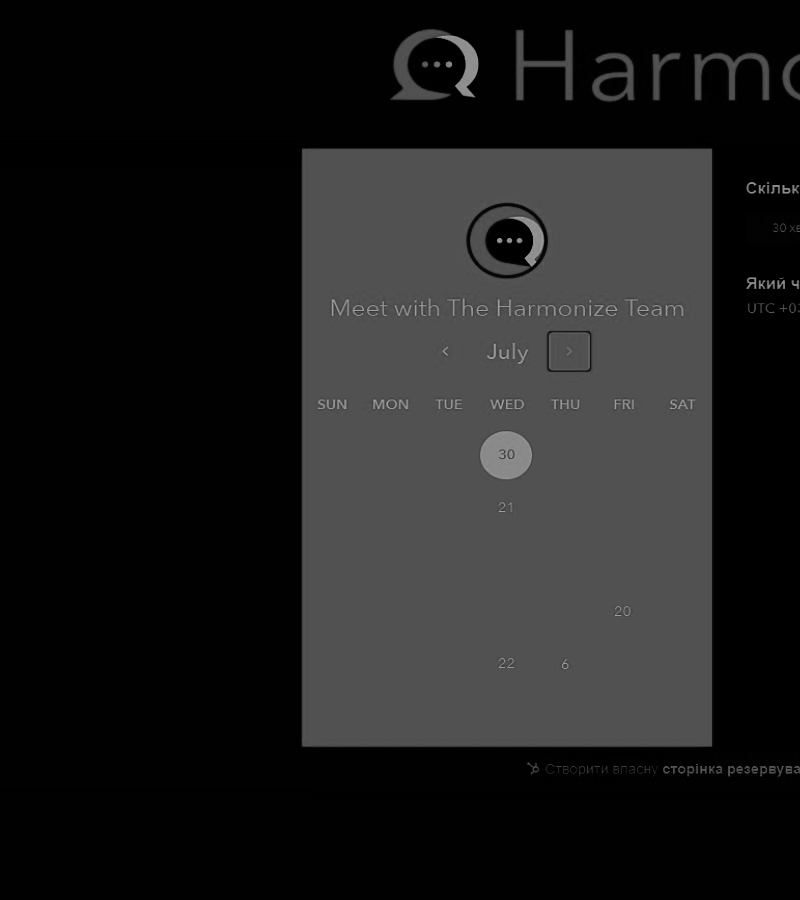 Harmo
Meet with The Harmonize Team
July
SUN MON TUE WED THU FRI SAT
30
21
20
22 6
Скільк
30 хв
Який ч
UTC +03
Створити власну сторінка резервува